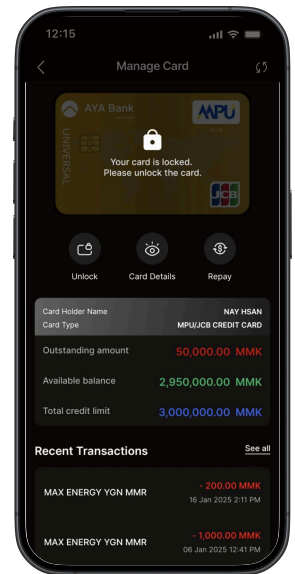 12:15
Manage Card
AYA Bank
MPU
UNIVERSAL
Your card is locked.
Please unlock the card.
JCB
Unlock
Card Details
Repay
Card Holder Name NAY HSAN
Card Type MPU/JCB CREDIT CARD
Outstanding amount 50,000.00 MMK
Available balance 2,950,000.00 MMK
Total credit limit 3,000,000.00 MMK
Recent Transactions See all
MAX ENERGY YGN MMR - 200.00 MMK
16 Jan 2025 2:11 PM
MAX ENERGY YGN MMR - 1,000.00 MMK
06 Jan 2025 12:41 PM